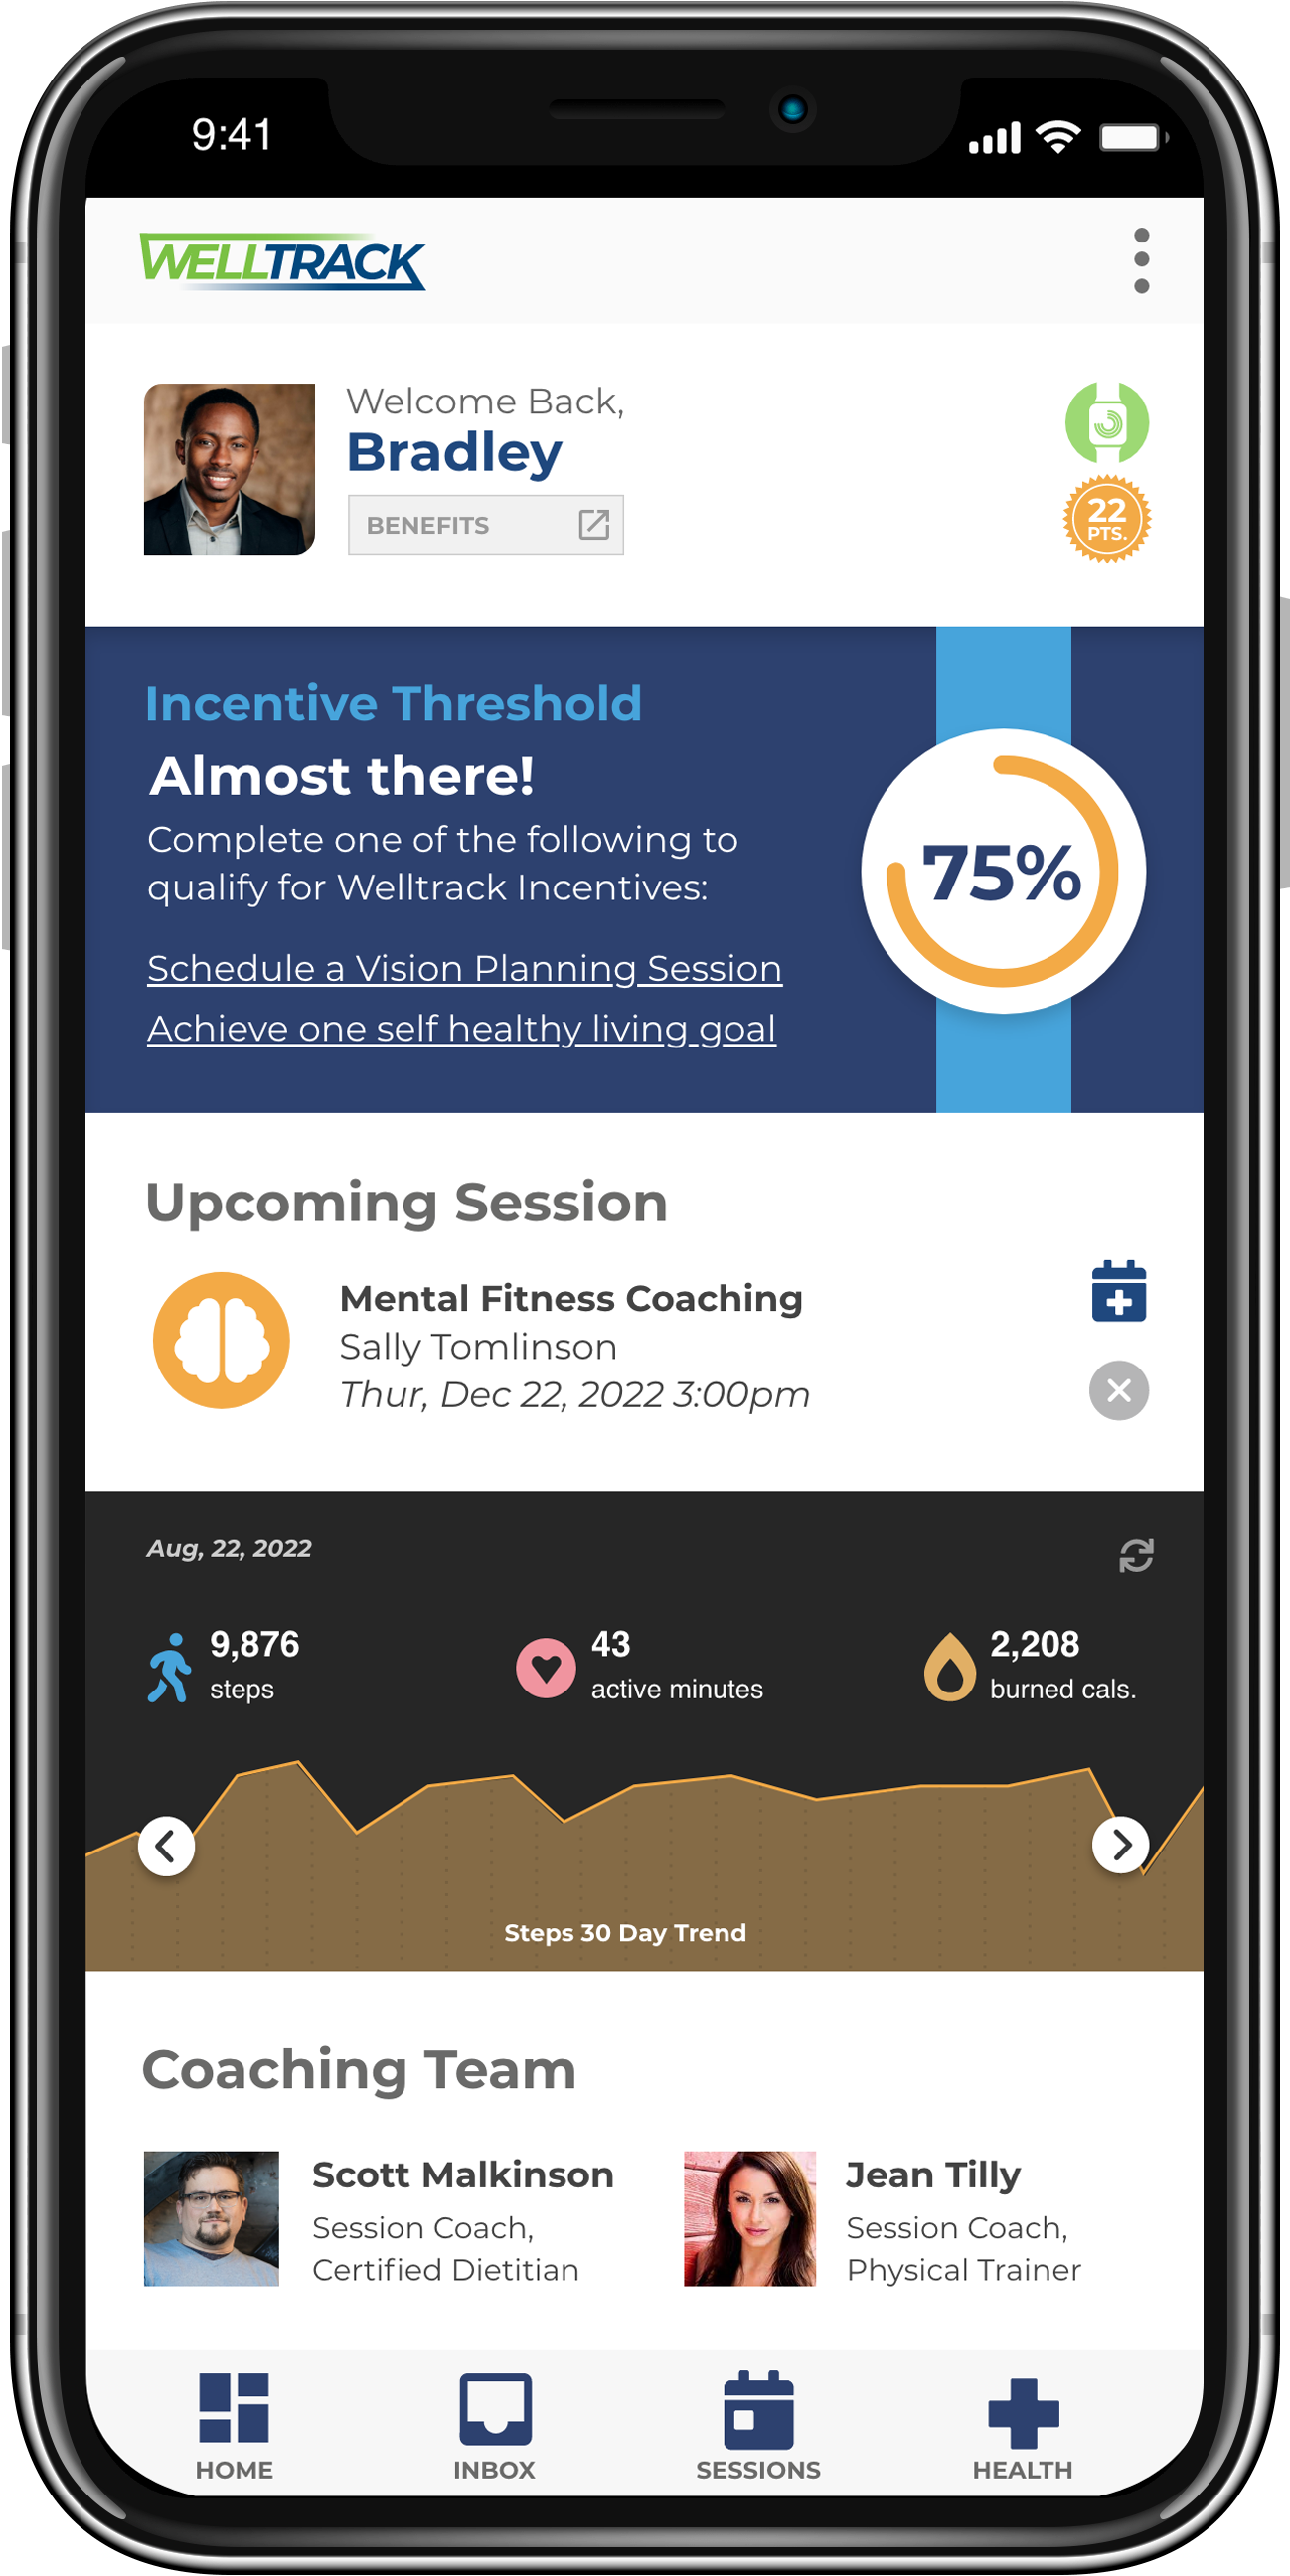 9:41
WELLTRACK
Welcome Back,
Bradley
BENEFITS
22
PTS.
Incentive Threshold
Almost there!
Complete one of the following to
qualify for Welltrack Incentives:
Schedule a Vision Planning Session
Achieve one self healthy living goal
75%
Upcoming Session
Mental Fitness Coaching
Sally Tomlinson
Thur, Dec 22, 2022 3:00pm
Aug, 22, 2022
9,876
steps
43
active minutes
2,208
burned cals.
Steps 30 Day Trend
Coaching Team
Scott Malkinson
Session Coach,
Certified Dietitian
Jean Tilly
Session Coach,
Physical Trainer
HOME
INBOX
SESSIONS
HEALTH